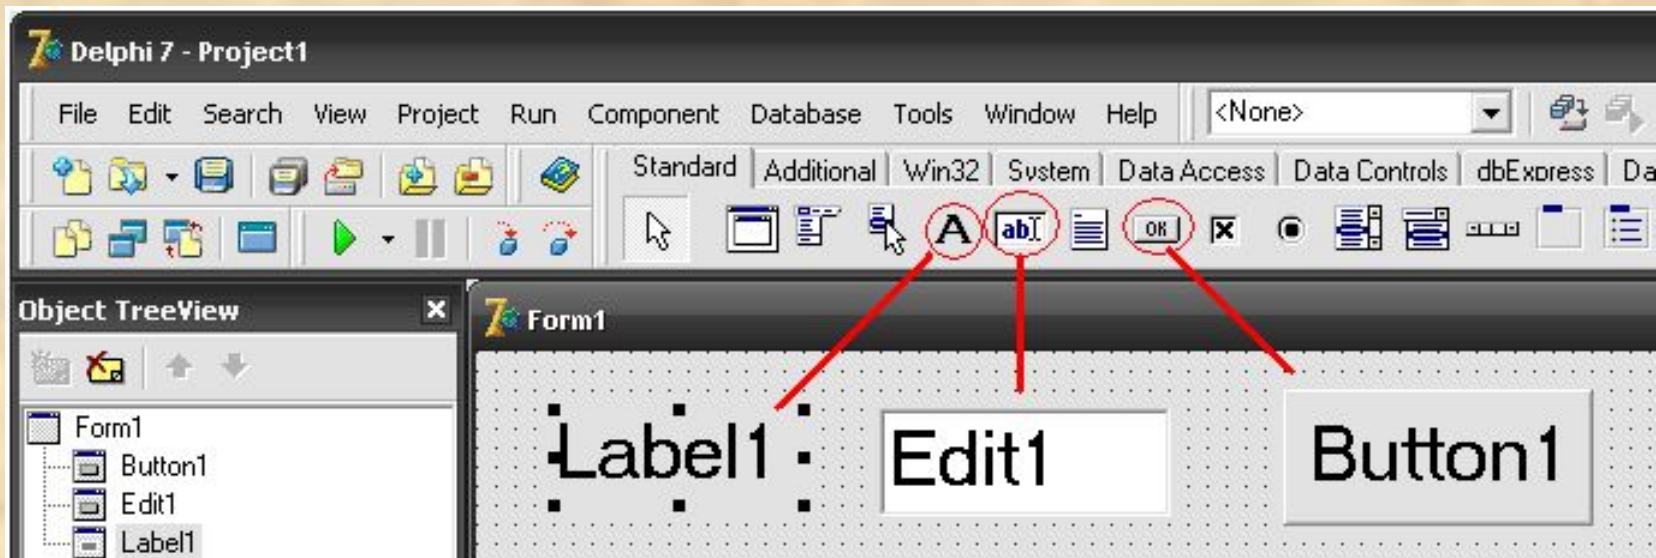 Delphi 7 - Project1
File Edit Search View Project Run Component Database Tools Window Help <None>
Standard Additional Win32 System Data Access Data Controls dbExpress Da
A ab OK
Object TreeView
Form1
Form1
Button1
Edit1
Label1
Label1 Edit1 Button1